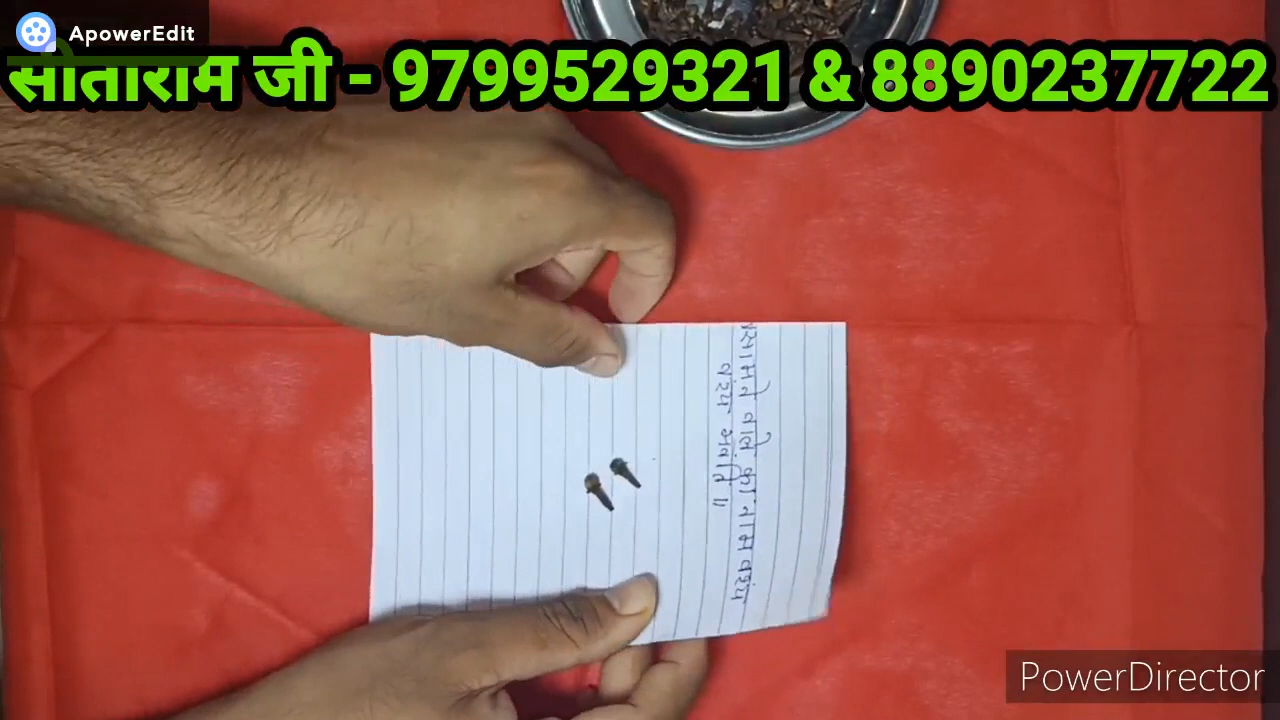 ApowerEdit
सीताराम जी - 9799529321 & 8890237722
सामने वाले का नाम वश्यं
वश्य भवति ॥
PowerDirector